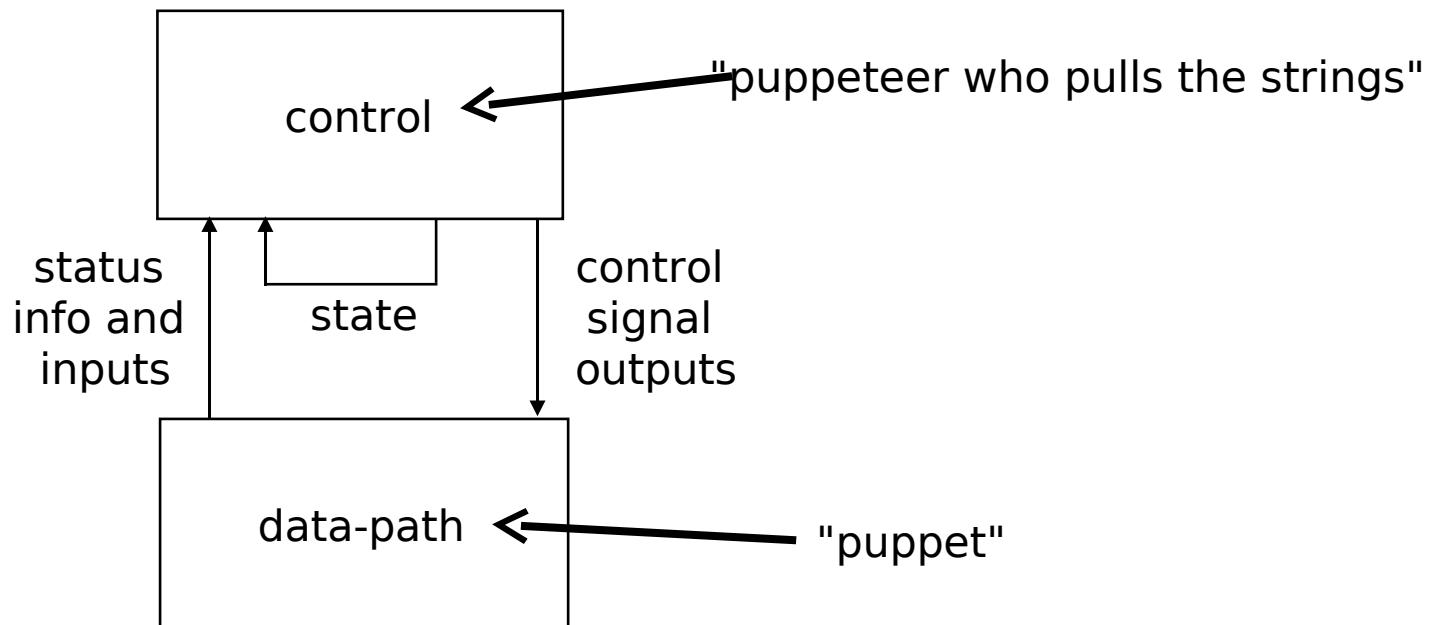 "puppeteer who pulls the strings"
control
status
info and
inputs
state
control
signal
outputs
data-path
"puppet"